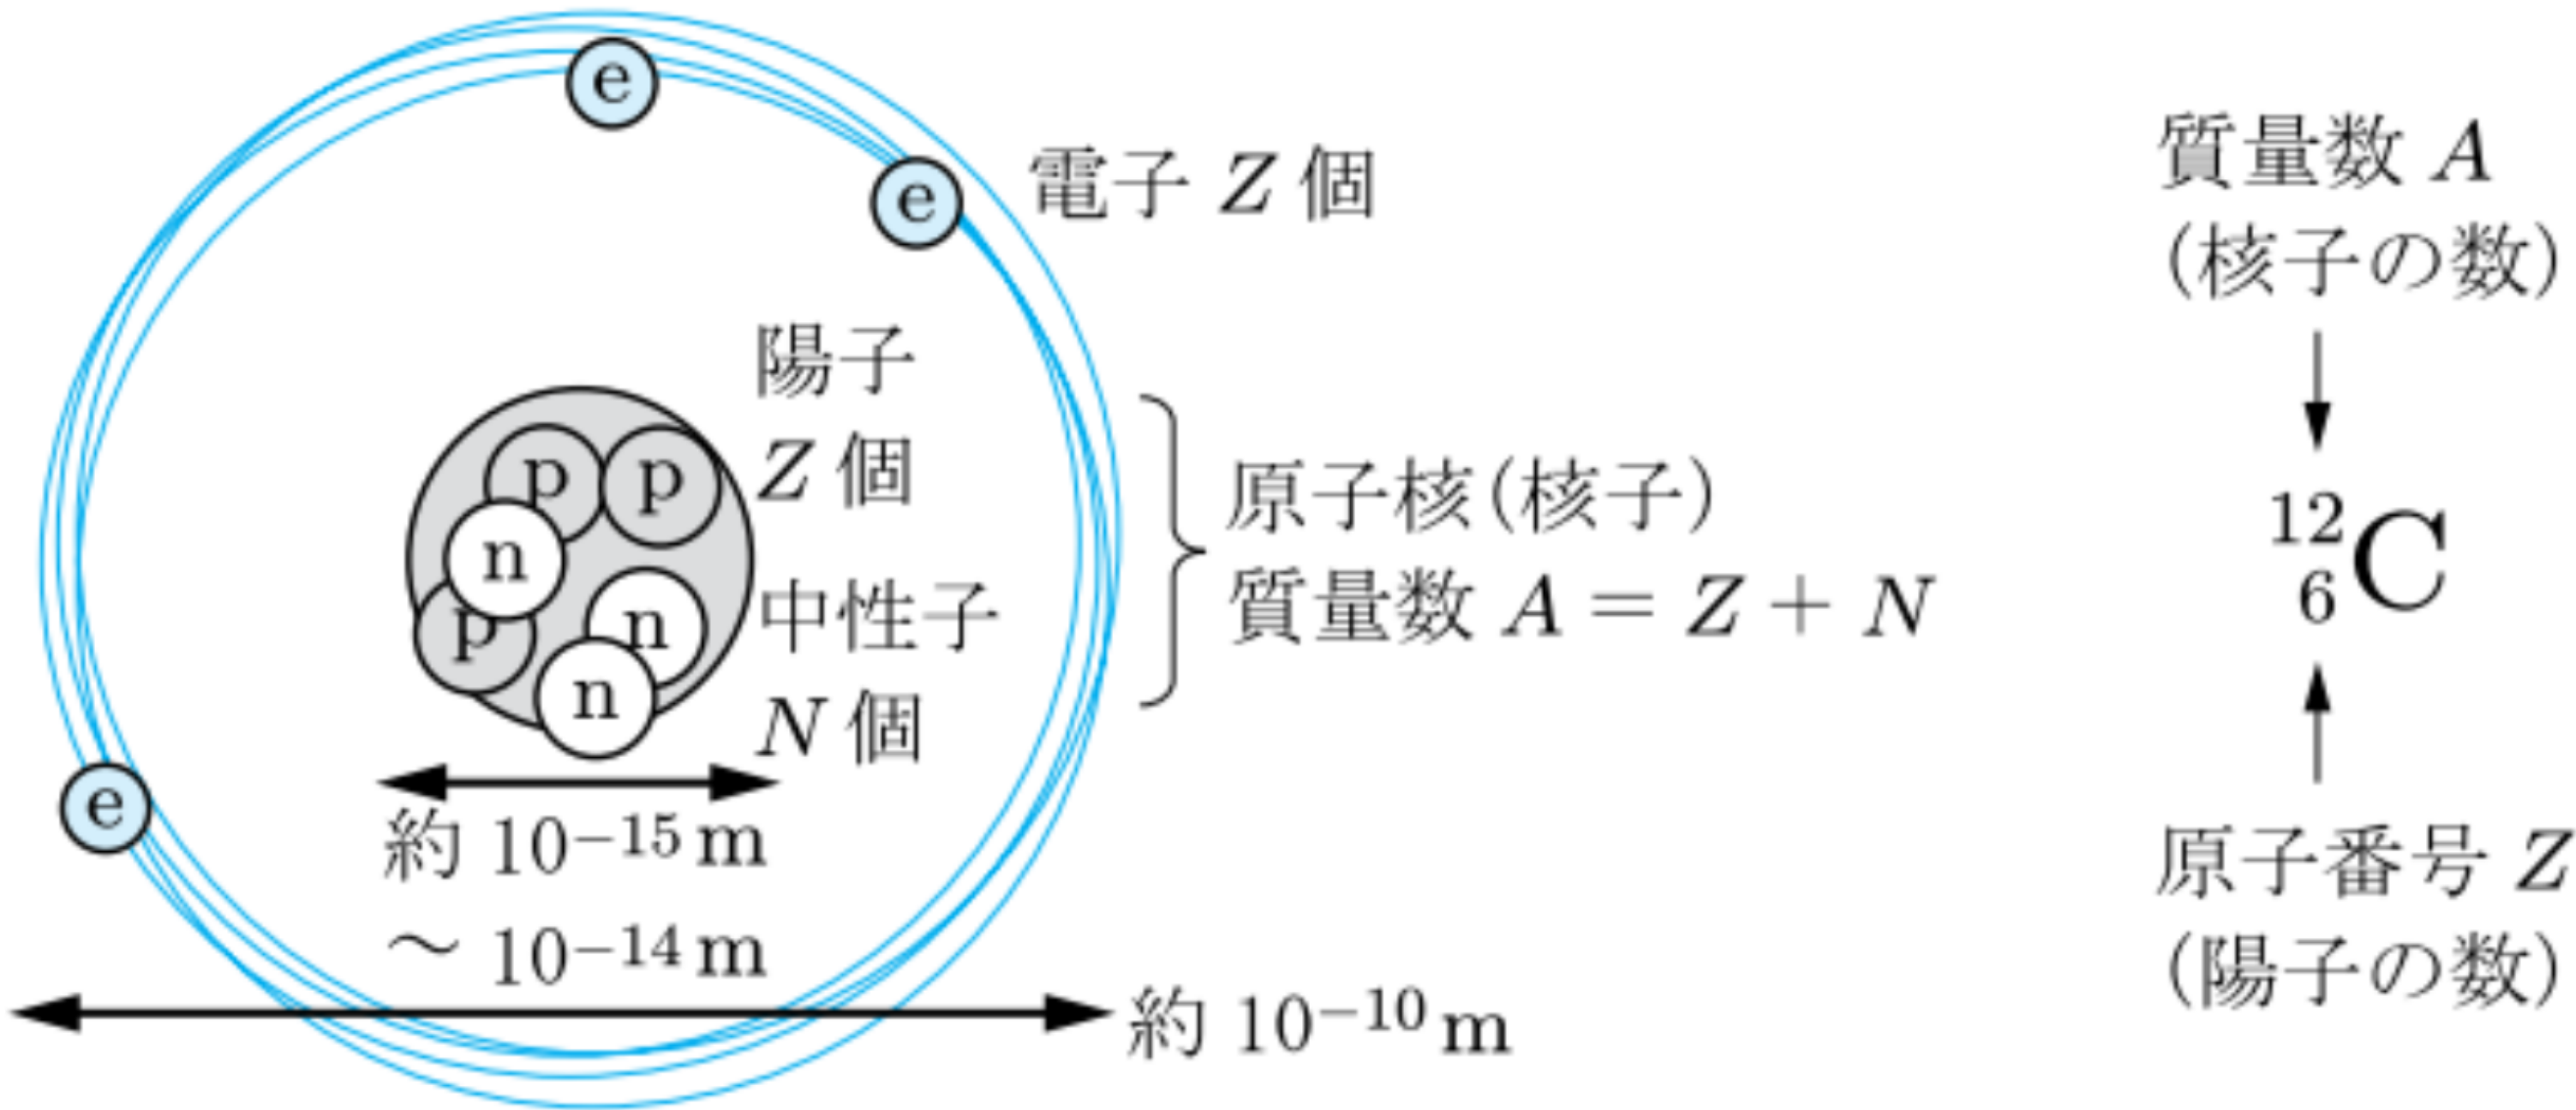 e
e
電子 Z 個
陽子
Z 個
p
p
n
p
n
n
中性子
N 個
e
約 10⁻¹⁵ m
～ 10⁻¹⁴ m
約 10⁻¹⁰ m
原子核(核子)
質量数 A = Z + N
質量数 A
(核子の数)
¹²₆C
原子番号 Z
(陽子の数)